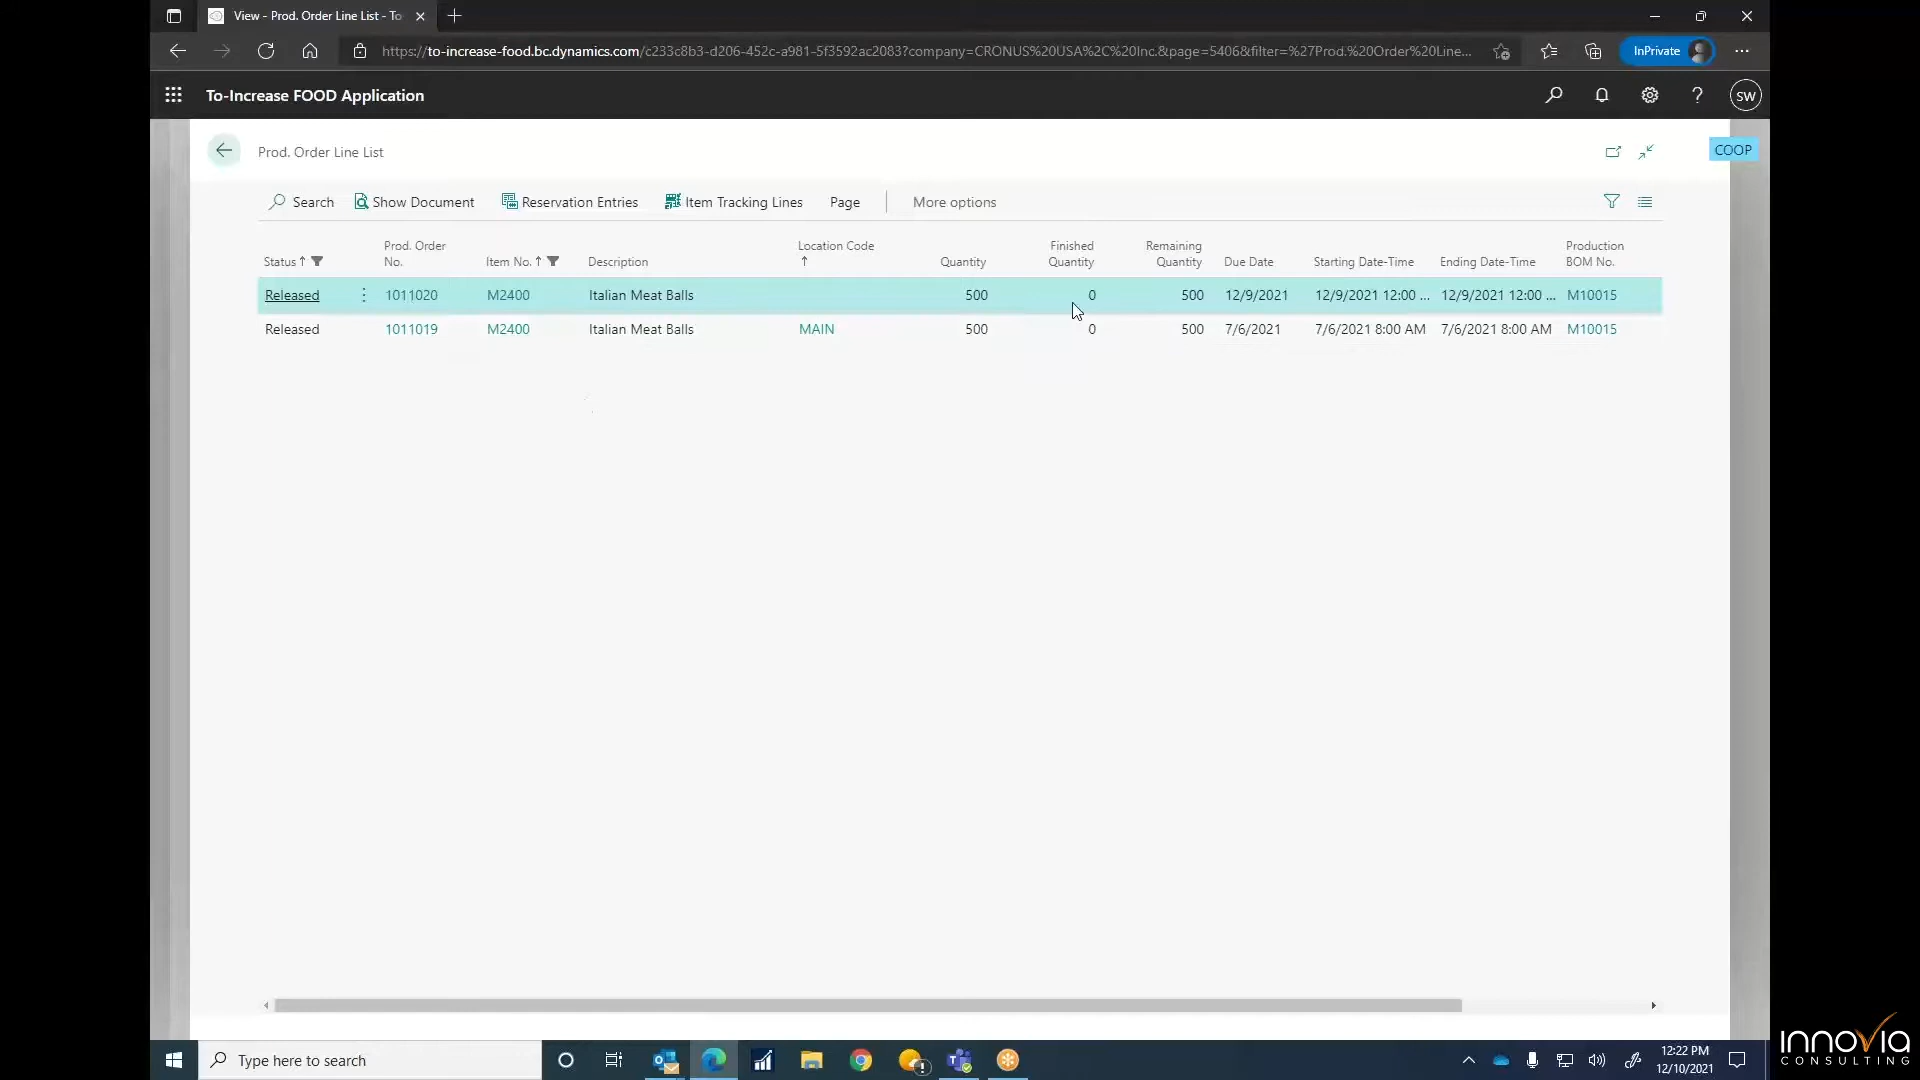 View - Prod. Order Line List - To
https://to-increase-food.bc.dynamics.com/c233c8b3-d206-452c-a981-5f3592ac2083?company=CRONUS%20USA%2C%20Inc.&page=5406&filter=%27Prod.%20Order%20Line...
InPrivate
To-Increase FOOD Application
SW
Prod. Order Line List
COOP
Search Show Document Reservation Entries Item Tracking Lines Page More options
Status Prod. Order No. Item No. Description Location Code Quantity Finished Quantity Remaining Quantity Due Date Starting Date-Time Ending Date-Time Production BOM No.
Released 1011020 M2400 Italian Meat Balls 500 0 500 12/9/2021 12/9/2021 12:00 ... 12/9/2021 12:00 ... M10015
Released 1011019 M2400 Italian Meat Balls MAIN 500 0 500 7/6/2021 7/6/2021 8:00 AM 7/6/2021 8:00 AM M10015
Type here to search
12:22 PM
12/10/2021
innovia
CONSULTING